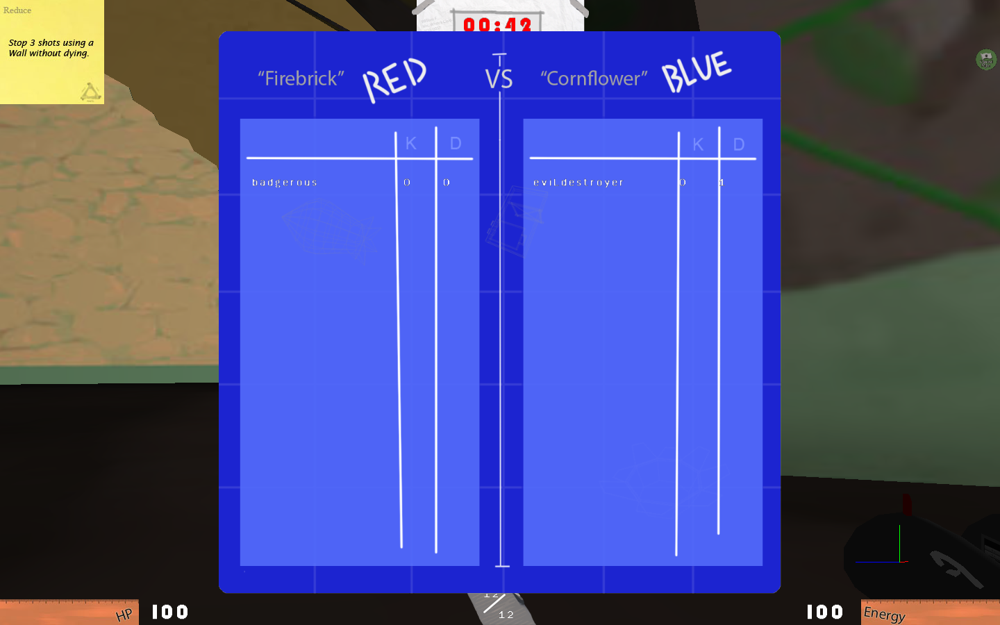 Reduce
Stop 3 shots using a
Wall without dying.
00:42
“Firebrick” RED VS “Cornflower” BLUE
K D K D
badgerous 0 0 evil destroyer 0 1
12
12
HP 100
100 Energy